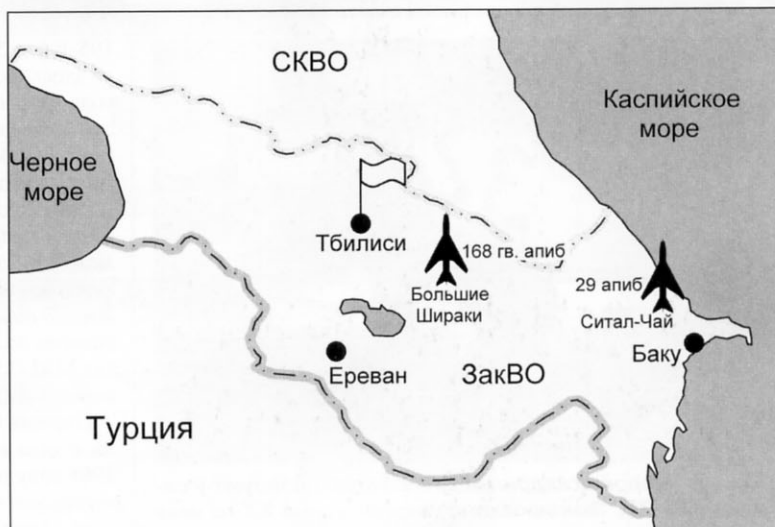 СКВО
Каспийское
море
Черное
море
Тбилиси
168 гв. апиб
Большие
Шираки
29 апиб
Ситал-Чай
Баку
Ереван
ЗакВО
Турция